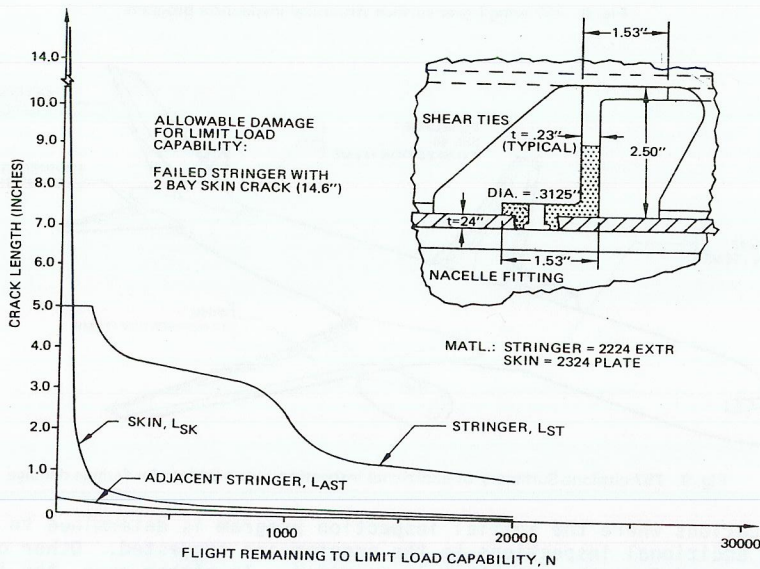 14.0
10.0
9.0
8.0
7.0
6.0
5.0
4.0
3.0
2.0
1.0
0
CRACK LENGTH (INCHES)
ALLOWABLE DAMAGE
FOR LIMIT LOAD
CAPABILITY:
FAILED STRINGER WITH
2 BAY SKIN CRACK (14.6")
1.53"
SHEAR TIES
t = .23"
(TYPICAL)
2.50"
DIA. = .3125"
t=24"
1.53"
NACELLE FITTING
MATL.: STRINGER = 2224 EXTR
SKIN = 2324 PLATE
SKIN, LSK
STRINGER, LST
ADJACENT STRINGER, LAST
1000
20000
30000
FLIGHT REMAINING TO LIMIT LOAD CAPABILITY, N